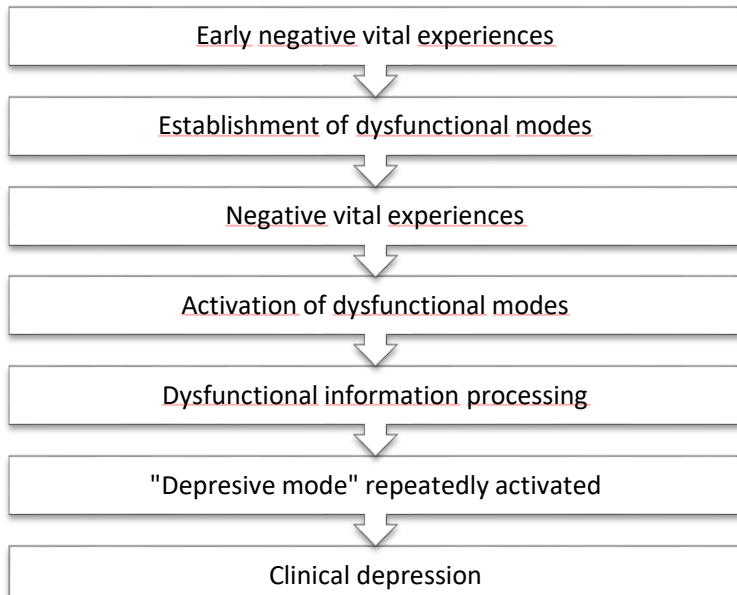 Early negative vital experiences
Establishment of dysfunctional modes
Negative vital experiences
Activation of dysfunctional modes
Dysfunctional information processing
"Depresive mode" repeatedly activated
Clinical depression